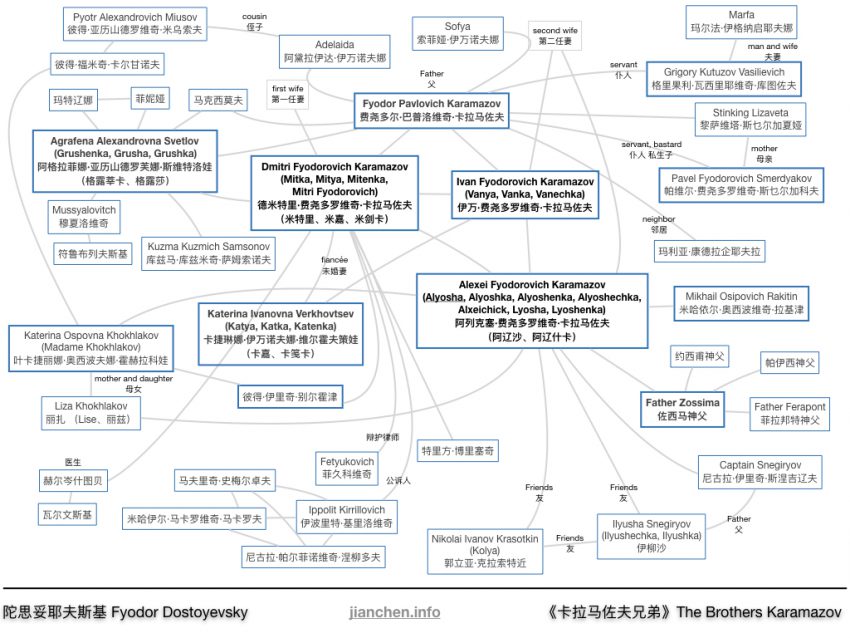 Pyotr Alexandrovich Miusov
彼得·亚历山德罗维奇·米乌索夫
cousin
侄子
Adelaida
阿黛拉伊达·伊万诺夫娜
Sofya
索菲娅·伊万诺夫娜
second wife
第二任妻
Marfa
玛尔法·伊格纳启耶夫娜
man and wife
夫妻
彼得·福米奇·卡尔甘诺夫
Father
父
servant
仆人
Grigory Kutuzov Vasilievich
格里果利·瓦西里耶维奇·库图佐夫
玛特辽娜
菲妮娅
马克西莫夫
first wife
第一任妻
Fyodor Pavlovich Karamazov
费尧多尔·巴普洛维奇·卡拉马佐夫
Stinking Lizaveta
黎萨维塔·斯乜尔加夏娅
Agrafena Alexandrovna Svetlov
(Grushenka, Grusha, Grushka)
阿格拉菲娜·亚历山德罗芙娜·斯维特洛娃
（格露莘卡、格露莎）
Dmitri Fyodorovich Karamazov
(Mitka, Mitya, Mitenka,
Mitri Fyodorovich)
德米特里·费尧多罗维奇·卡拉马佐夫
（米特里、米嘉、米剑卡）
Ivan Fyodorovich Karamazov
(Vanya, Vanka, Vanechka)
伊万·费尧多罗维奇·卡拉马佐夫
servant, bastard
仆人 私生子
mother
母亲
Pavel Fyodorovich Smerdyakov
帕维尔·费尧多罗维奇·斯乜尔加科夫
Mussyalovitch
穆夏洛维奇
符鲁布列夫斯基
Kuzma Kuzmich Samsonov
库兹马·库兹米奇·萨姆索诺夫
neighbor
邻居
玛利亚·康德拉企耶夫拉
fiancée
未婚妻
Alexei Fyodorovich Karamazov
(Alyosha, Alyoshka, Alyoshenka, Alyoshechka,
Alxeichick, Lyosha, Lyoshenka)
阿列克塞·费尧多罗维奇·卡拉马佐夫
（阿辽沙、阿辽什卡）
Mikhail Osipovich Rakitin
米哈依尔·奥西波维奇·拉基津
Katerina Ivanovna Verkhovtsev
(Katya, Katka, Katenka)
卡捷琳娜·伊万诺夫娜·维尔霍夫策娃
（卡嘉、卡笺卡）
Katerina Ospovna Khokhlakov
(Madame Khokhlakov)
叶卡捷丽娜·奥西波夫娜·霍赫拉科娃
mother and daughter
母女
Liza Khokhlakov
丽扎 （Lise、丽兹）
彼得·伊里奇·别尔霍津
约西甫神父
帕伊西神父
Father Zossima
佐西马神父
Father Ferapont
菲拉邦特神父
辩护律师
Fetyukovich
菲久科维奇
特里方·博里塞奇
公诉人
医生
赫尔岑什图贝
瓦尔文斯基
马夫里奇·史梅尔卓夫
米哈伊尔·马卡罗维奇·马卡罗夫
Ippolit Kirrillovich
伊波里特·基里洛维奇
尼古拉·帕尔菲诺维奇·涅柳多夫
Captain Snegiryov
尼古拉·伊里奇·斯涅吉辽夫
Friends
友
Friends
友
Father
父
Nikolai Ivanov Krasotkin
(Kolya)
郭立亚·克拉索特近
Friends
友
Ilyusha Snegiryov
(Ilyushechka, Ilyushka)
伊柳沙
陀思妥耶夫斯基 Fyodor Dostoyevsky
jianchen.info
《卡拉马佐夫兄弟》The Brothers Karamazov